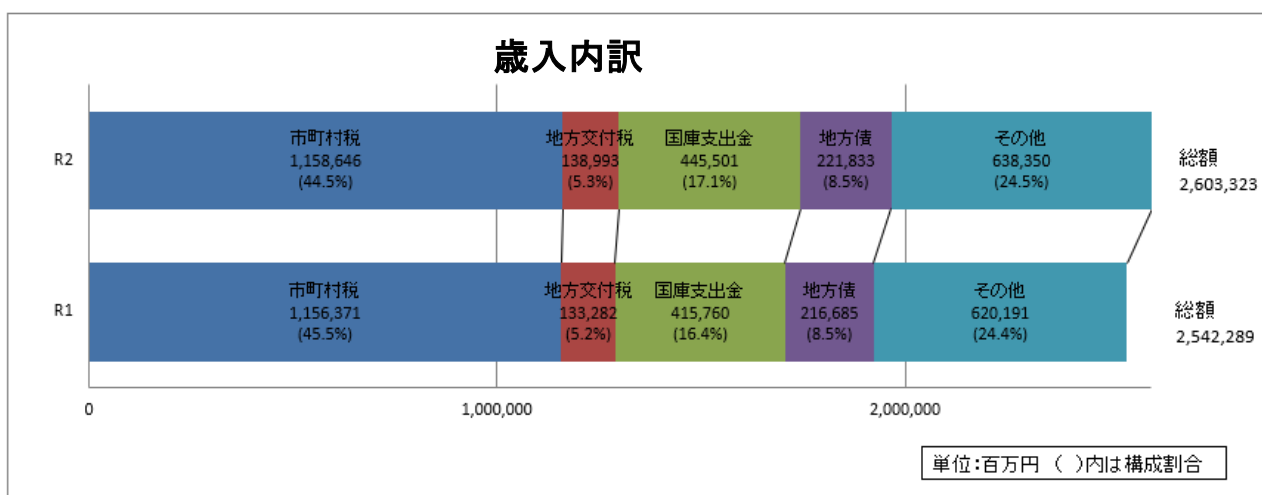 歳入内訳
R2
市町村税
1,158,646
(44.5%)
地方交付税
138,993
(5.3%)
国庫支出金
445,501
(17.1%)
地方債
221,833
(8.5%)
その他
638,350
(24.5%)
総額
2,603,323
R1
市町村税
1,156,371
(45.5%)
地方交付税
133,282
(5.2%)
国庫支出金
415,760
(16.4%)
地方債
216,685
(8.5%)
その他
620,191
(24.4%)
総額
2,542,289
0
1,000,000
2,000,000
単位:百万円 ( )内は構成割合